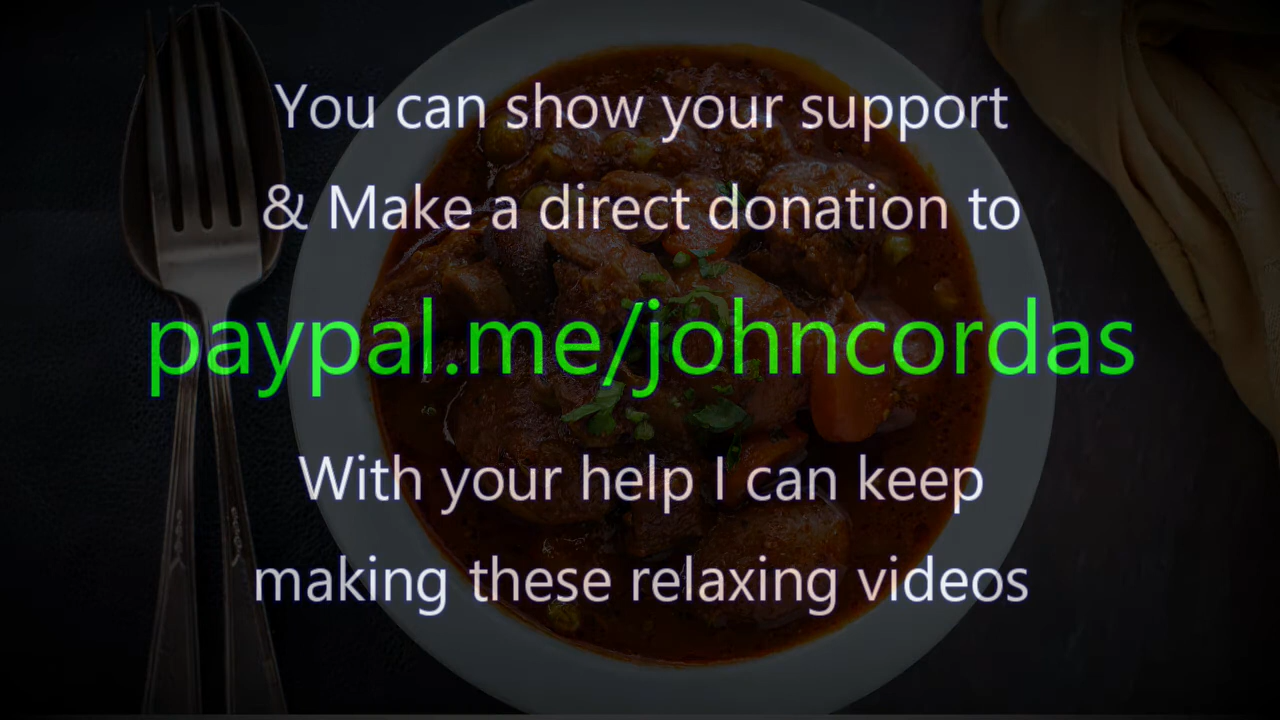 You can show your support
& Make a direct donation to
paypal.me/johncordas
With your help I can keep
making these relaxing videos